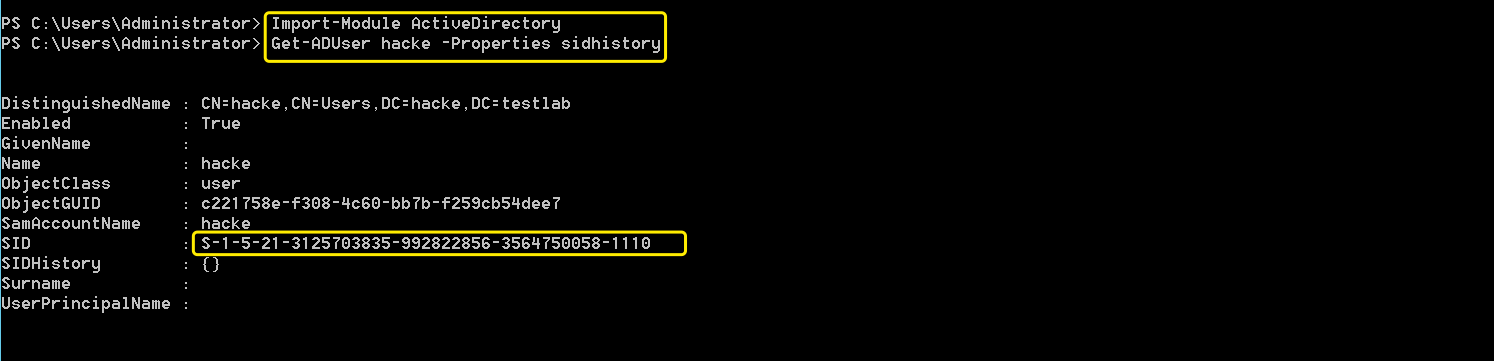 PS C:\Users\Administrator> Import-Module ActiveDirectory
PS C:\Users\Administrator> Get-ADUser hacke -Properties sidhistory
DistinguishedName : CN=hacke,CN=Users,DC=hacke,DC=testlab
Enabled           : True
GivenName         :
Name              : hacke
ObjectClass       : user
ObjectGUID        : c221758e-f308-4c60-bb7b-f259cb54dee7
SamAccountName    : hacke
SID               : S-1-5-21-3125703835-992822856-3564750058-1110
SIDHistory        : {}
Surname           :
UserPrincipalName :